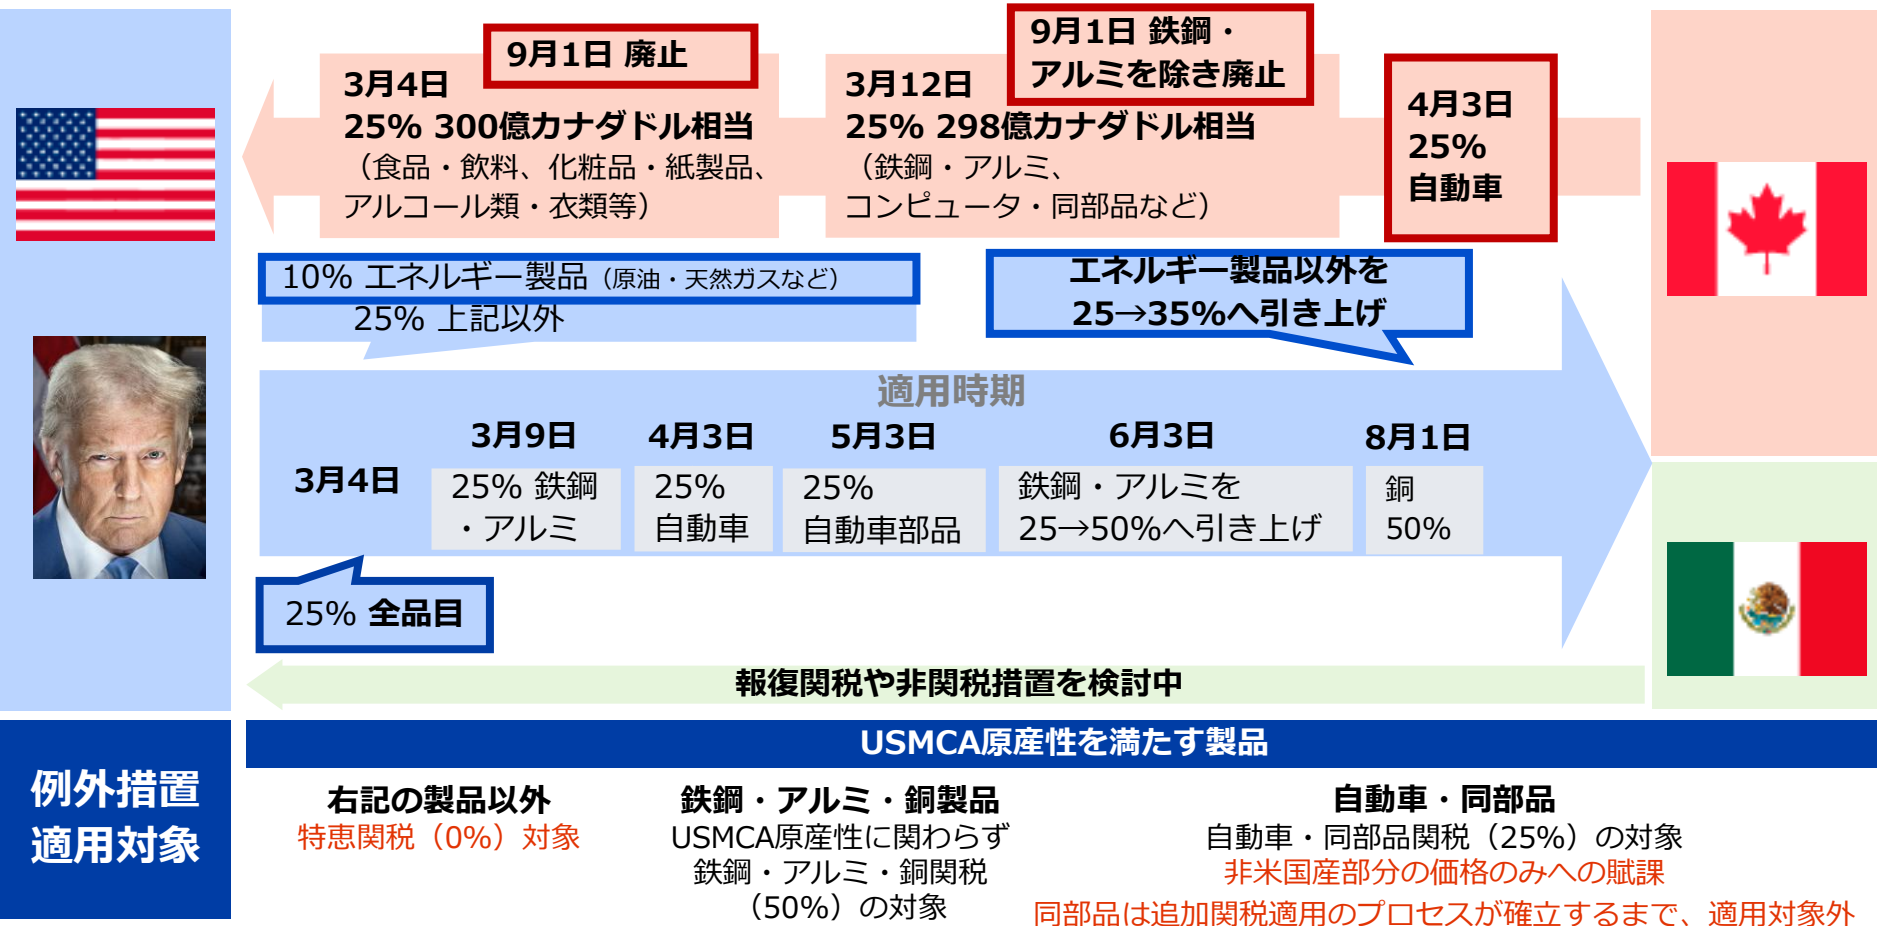 9月1日 廃止
3月4日
25% 300億カナダドル相当
（食品・飲料、化粧品・紙製品、
アルコール類・衣類等）
9月1日 鉄鋼・
アルミを除き廃止
3月12日
25% 298億カナダドル相当
（鉄鋼・アルミ、
コンピュータ・同部品など）
4月3日
25%
自動車
10% エネルギー製品（原油・天然ガスなど）
25% 上記以外
エネルギー製品以外を
25→35%へ引き上げ
適用時期
3月4日
3月9日
25% 鉄鋼
・アルミ
4月3日
25%
自動車
5月3日
25%
自動車部品
6月3日
鉄鋼・アルミを
25→50%へ引き上げ
8月1日
銅
50%
25% 全品目
報復関税や非関税措置を検討中
例外措置
適用対象
USMCA原産性を満たす製品
右記の製品以外
特恵関税（0%）対象
鉄鋼・アルミ・銅製品
USMCA原産性に関わらず
鉄鋼・アルミ・銅関税
（50%）の対象
自動車・同部品
自動車・同部品関税（25%）の対象
非米国産部分の価格のみへの賦課
同部品は追加関税適用のプロセスが確立するまで、適用対象外